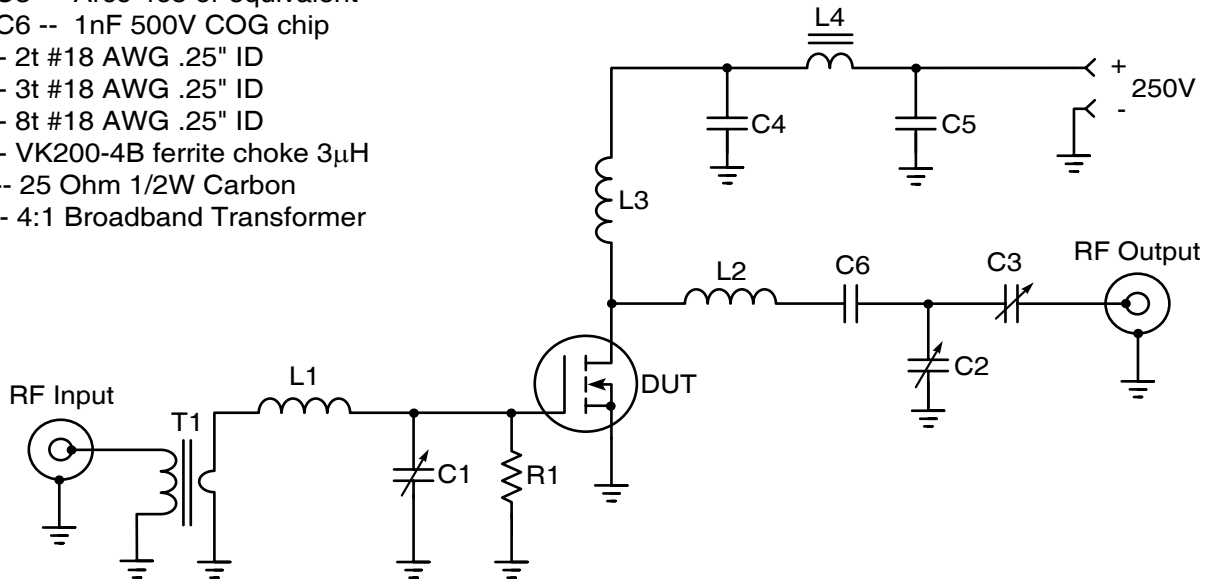 C6 -- 1nF 500V COG chip
- 2t #18 AWG .25" ID
- 3t #18 AWG .25" ID
- 8t #18 AWG .25" ID
- VK200-4B ferrite choke 3µH
-- 25 Ohm 1/2W Carbon
- 4:1 Broadband Transformer
L4
+
250V
-
C4
C5
L3
RF Output
L2
C6
C3
C2
DUT
RF Input
T1
L1
C1
R1